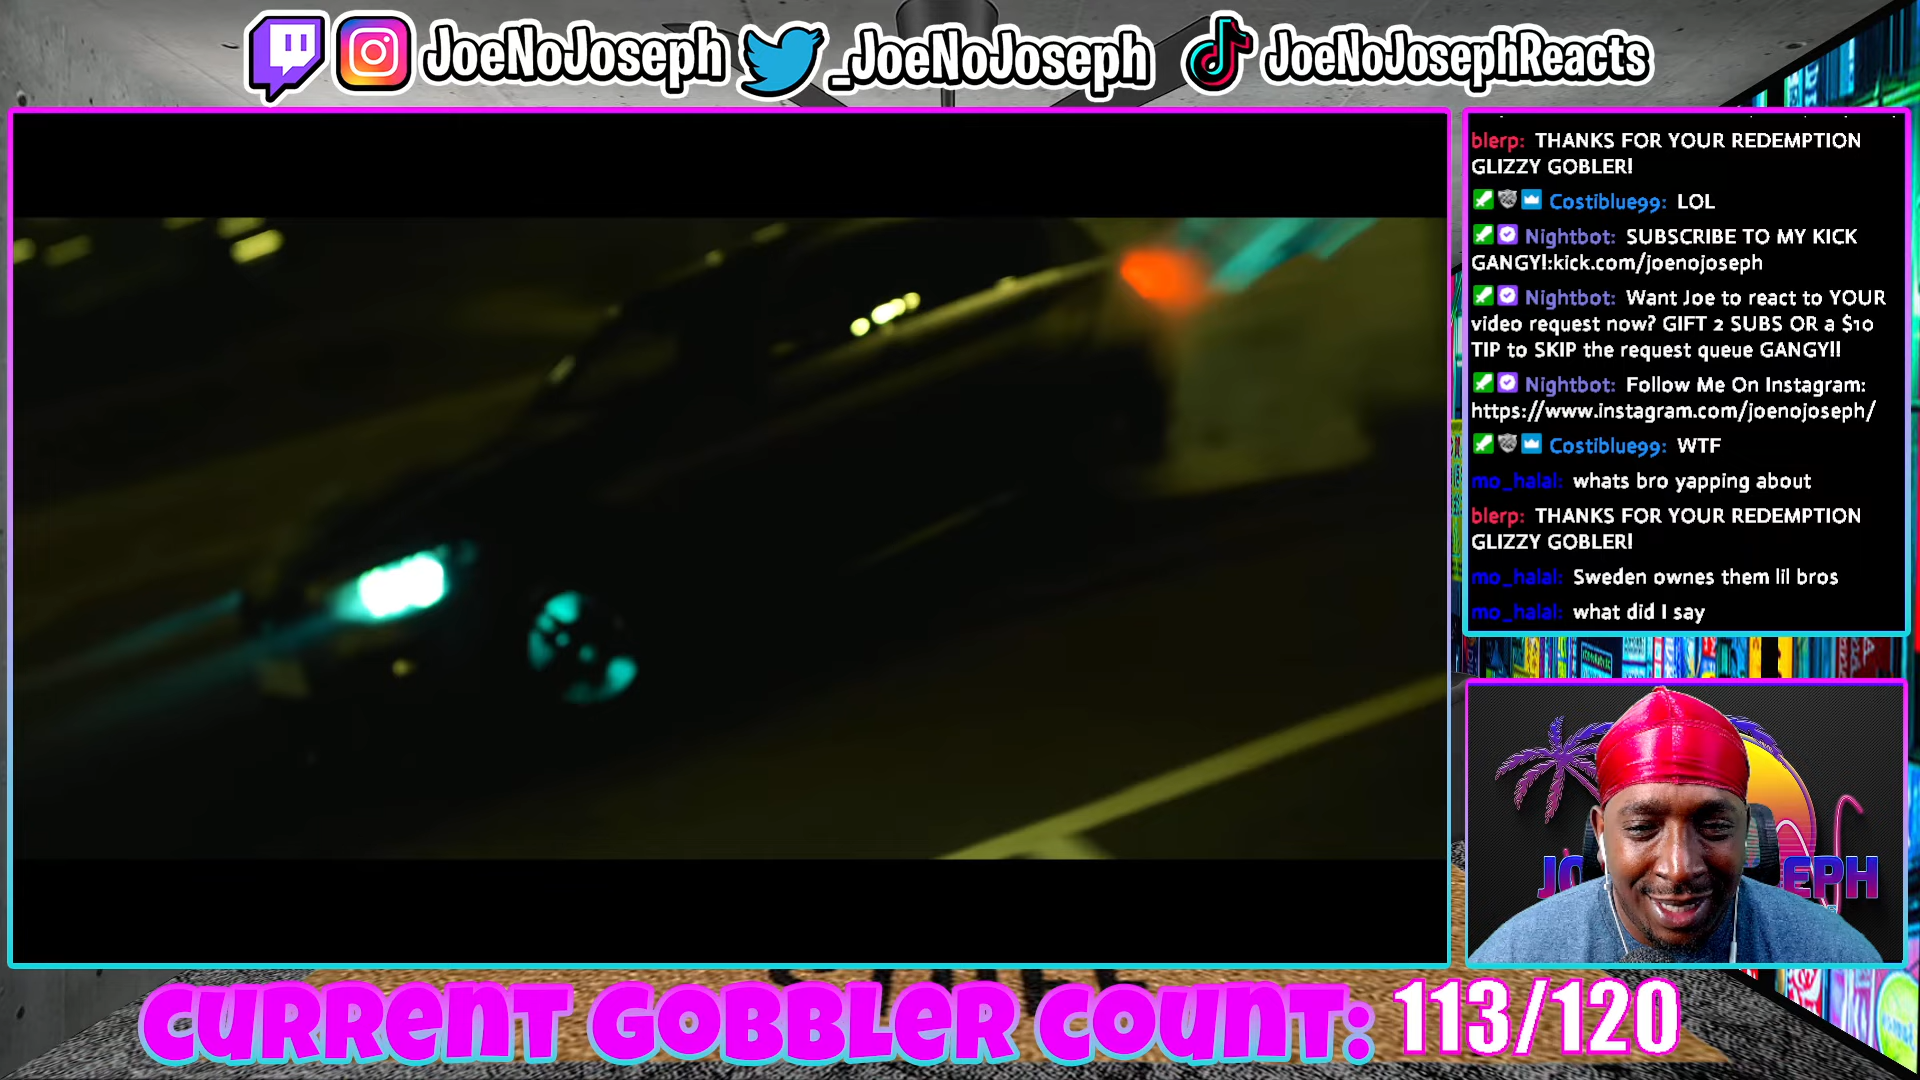 JoeNoJoseph _JoeNoJoseph JoeNoJosephReacts
blerp: THANKS FOR YOUR REDEMPTION
GLIZZY GOBLER!
Costiblue99: LOL
Nightbot: SUBSCRIBE TO MY KICK
GANGY!:kick.com/joenojoseph
Nightbot: Want Joe to react to YOUR
video request now? GIFT 2 SUBS OR a $10
TIP to SKIP the request queue GANGY!!
Nightbot: Follow Me On Instagram:
https://www.instagram.com/joenojoseph/
Costiblue99: WTF
mo_halal: whats bro yapping about
blerp: THANKS FOR YOUR REDEMPTION
GLIZZY GOBLER!
mo_halal: Sweden ownes them lil bros
mo_halal: what did I say
JO EPH
CURRENT GOBBLER COUNT: 113/120